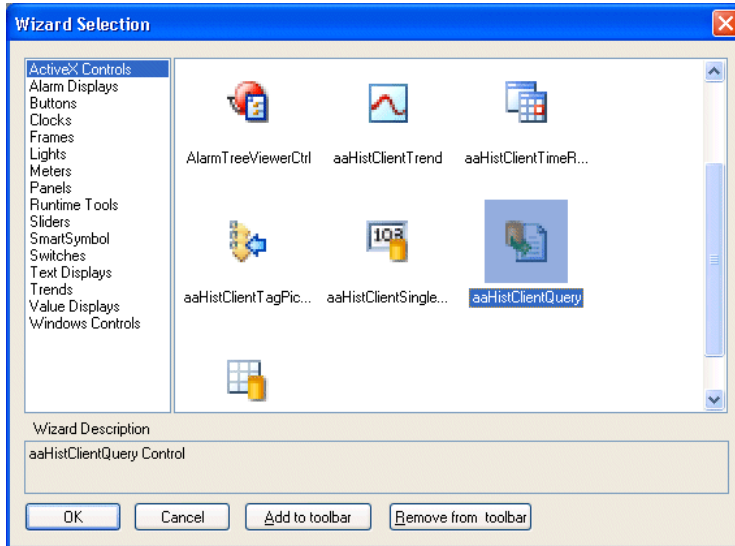 Wizard Selection
ActiveX Controls
Alarm Displays
Buttons
Clocks
Frames
Lights
Meters
Panels
Runtime Tools
Sliders
SmartSymbol
Switches
Text Displays
Trends
Value Displays
Windows Controls
AlarmTreeViewerCtrl aaHistClientTrend aaHistClientTimeR...
103
aaHistClientTagPic... aaHistClientSingle... aaHistClientQuery
Wizard Description
aaHistClientQuery Control
OK Cancel Add to toolbar Remove from toolbar